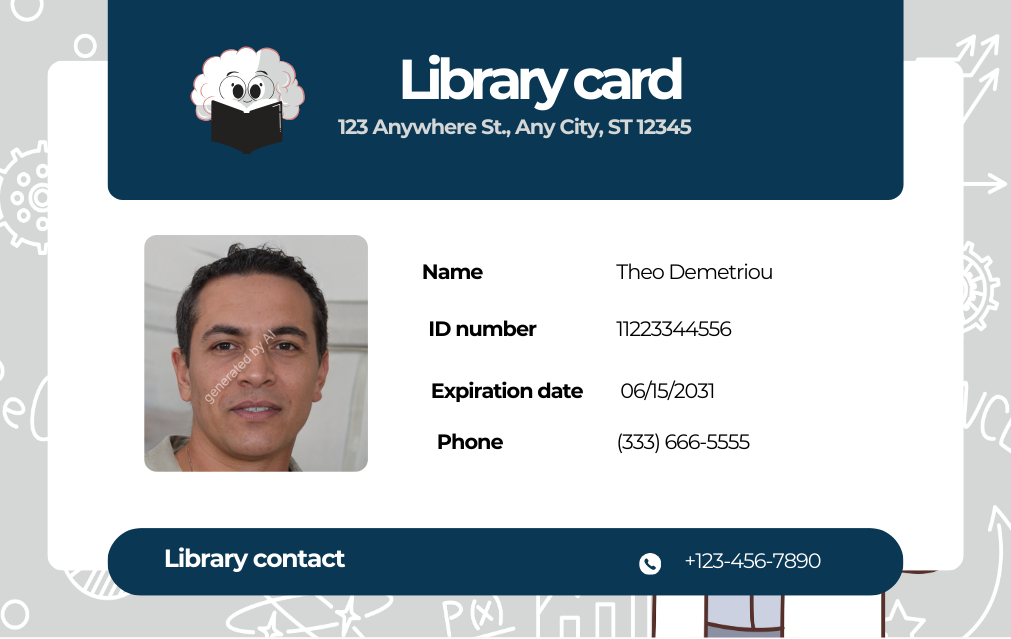 Library card
123 Anywhere St., Any City, ST 12345
Name Theo Demetriou
ID number 11223344556
generated by AI
Expiration date 06/15/2031
Phone (333) 666-5555
Library contact +123-456-7890
P(x)